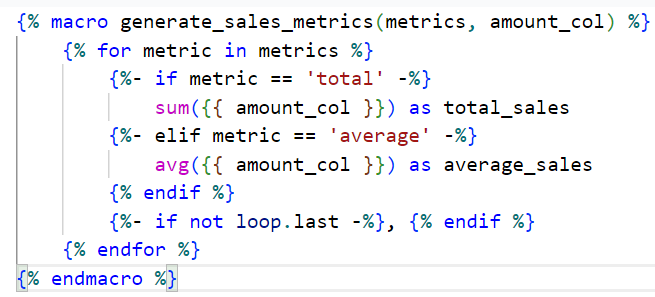 {% macro generate_sales_metrics(metrics, amount_col) %}
    {% for metric in metrics %}
        {%- if metric == 'total' -%}
            sum({{ amount_col }}) as total_sales
        {%- elif metric == 'average' -%}
            avg({{ amount_col }}) as average_sales
        {% endif %}
        {%- if not loop.last -%}, {% endif %}
    {% endfor %}
{% endmacro %}